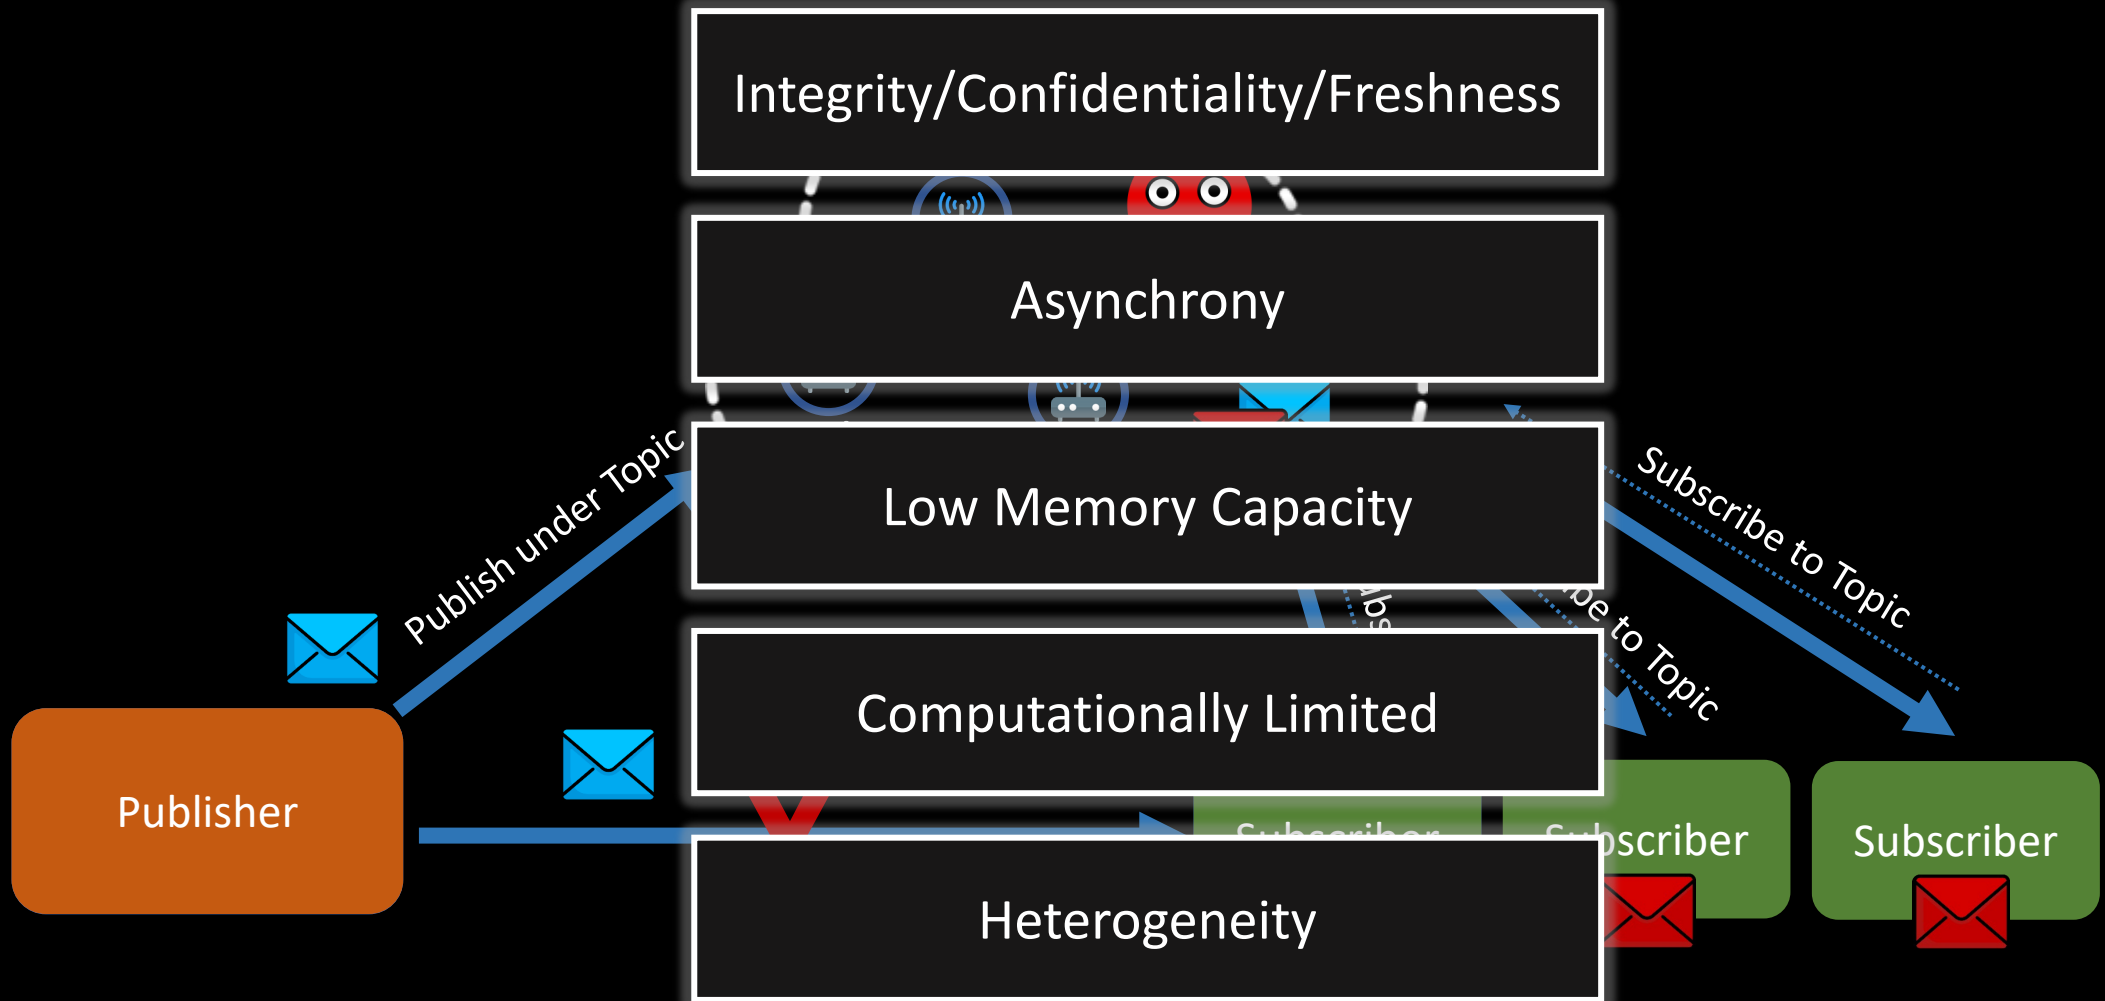 Integrity/Confidentiality/Freshness
Asynchrony
Publish under Topic
Low Memory Capacity
Subscribe to Topic
to Topic
Computationally Limited
Publisher
Subscriber
Subscriber
Subscriber
Heterogeneity